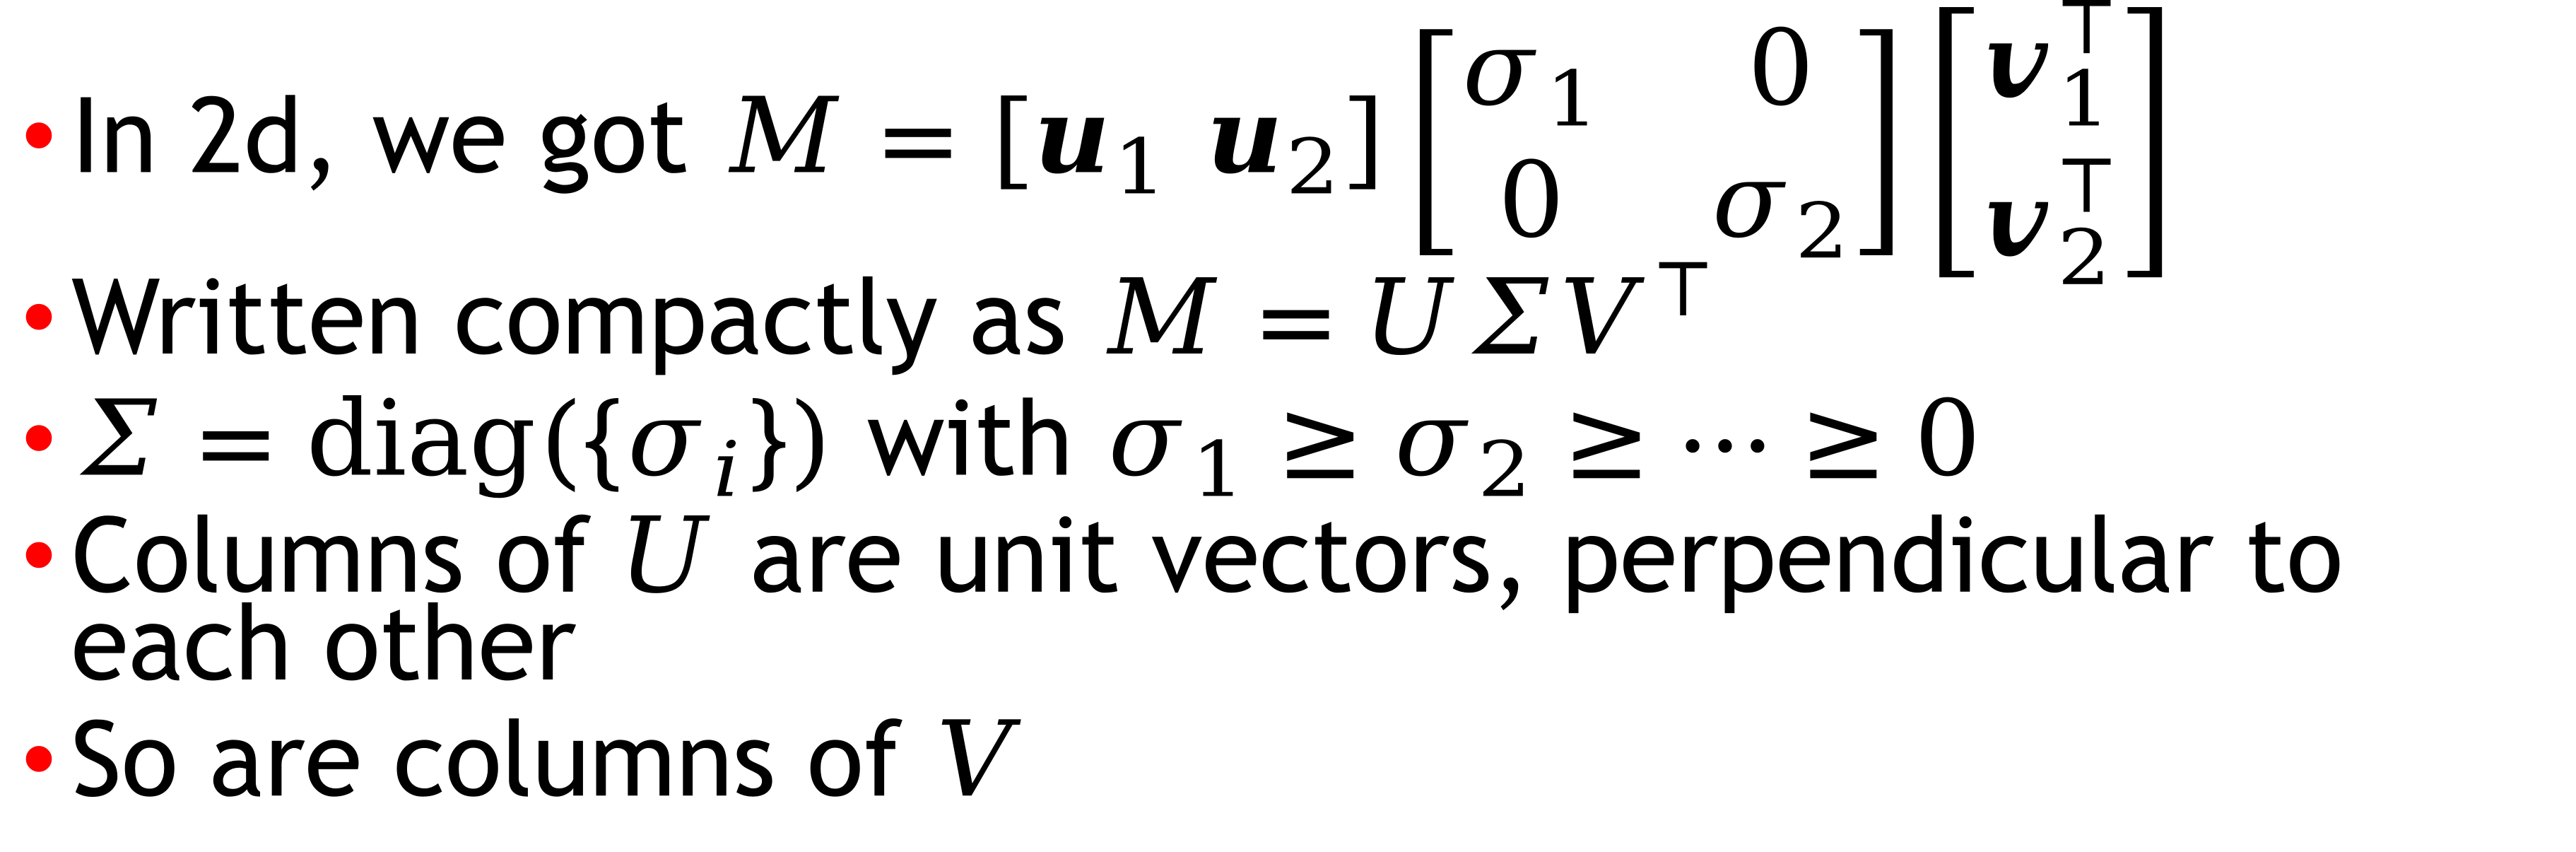 • In 2d, we got M = [u₁ u₂] [σ₁ 0; 0 σ₂] [v₁ᵀ; v₂ᵀ]
• Written compactly as M = UΣVᵀ
• Σ = diag({σᵢ}) with σ₁ ≥ σ₂ ≥ ⋯ ≥ 0
• Columns of U are unit vectors, perpendicular to
each other
• So are columns of V